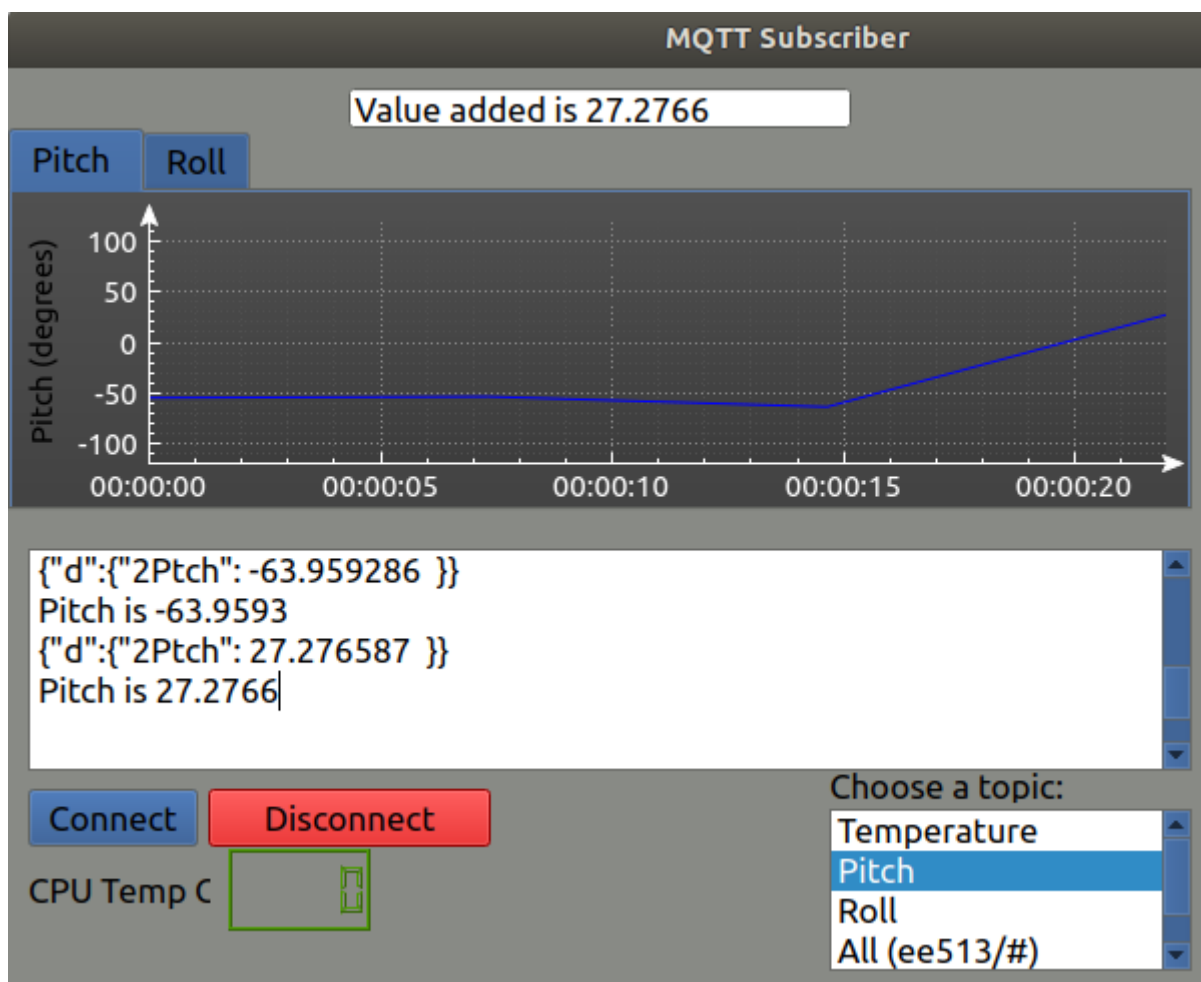 MQTT Subscriber
Value added is 27.2766
Pitch Roll
Pitch (degrees)
100
50
0
-50
-100
00:00:00 00:00:05 00:00:10 00:00:15 00:00:20
{"d":{"2Ptch": -63.959286  }}
Pitch is -63.9593
{"d":{"2Ptch": 27.276587  }}
Pitch is 27.2766
Connect Disconnect
CPU Temp C 0
Choose a topic:
Temperature
Pitch
Roll
All (ee513/#)